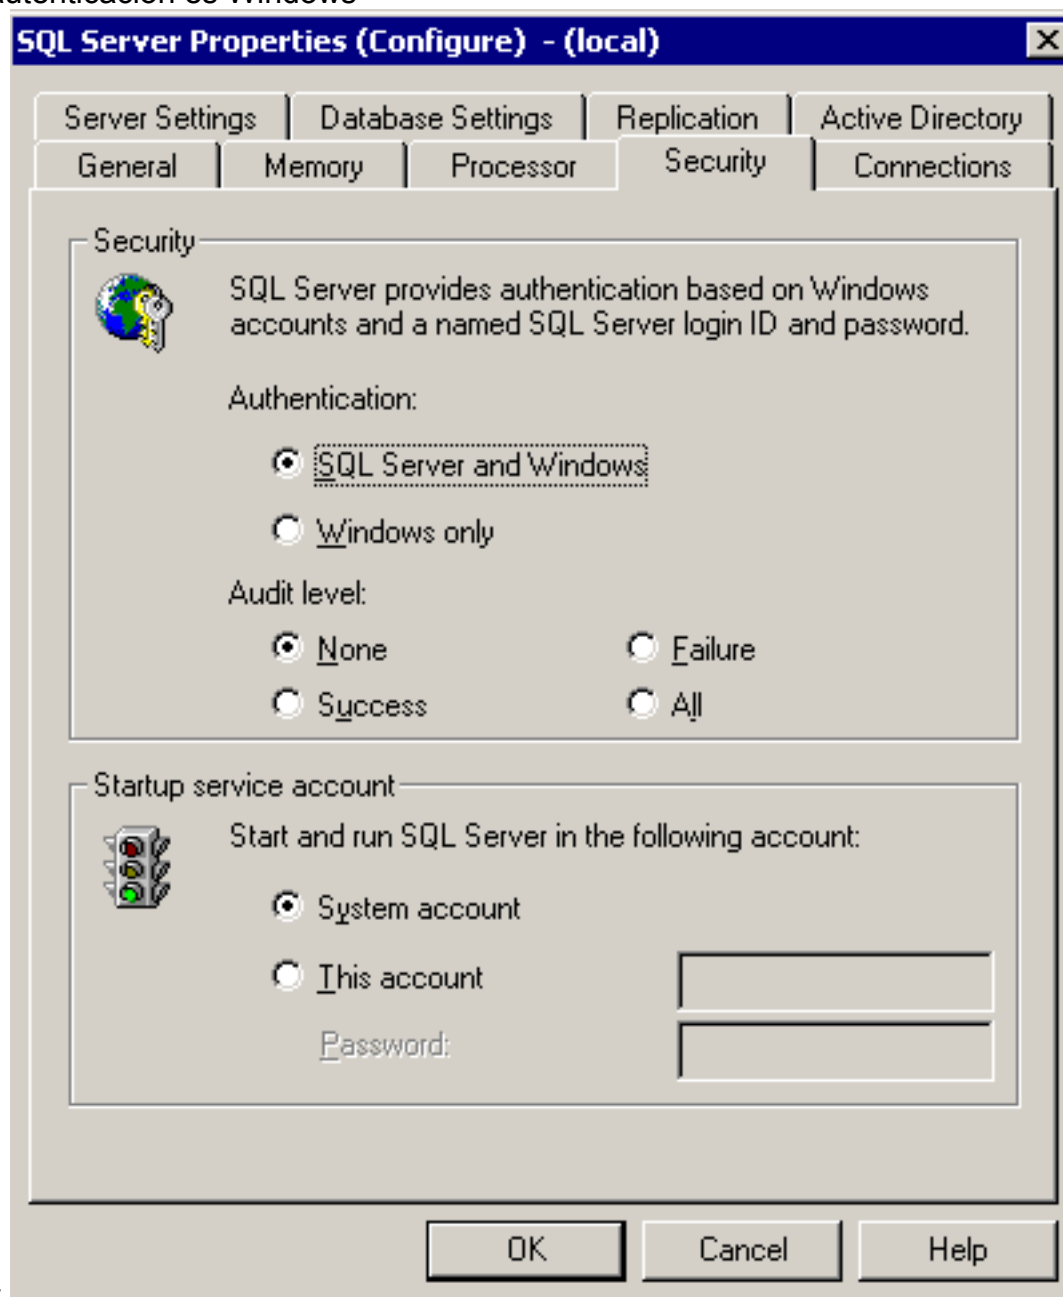 autenticación es Windows
SQL Server Properties (Configure) - (local)
Server Settings Database Settings Replication Active Directory
General Memory Processor Security Connections
Security
SQL Server provides authentication based on Windows
accounts and a named SQL Server login ID and password.
Authentication:
SQL Server and Windows
Windows only
Audit level:
None Failure
Success All
Startup service account
Start and run SQL Server in the following account:
System account
This account
Password:
OK Cancel Help